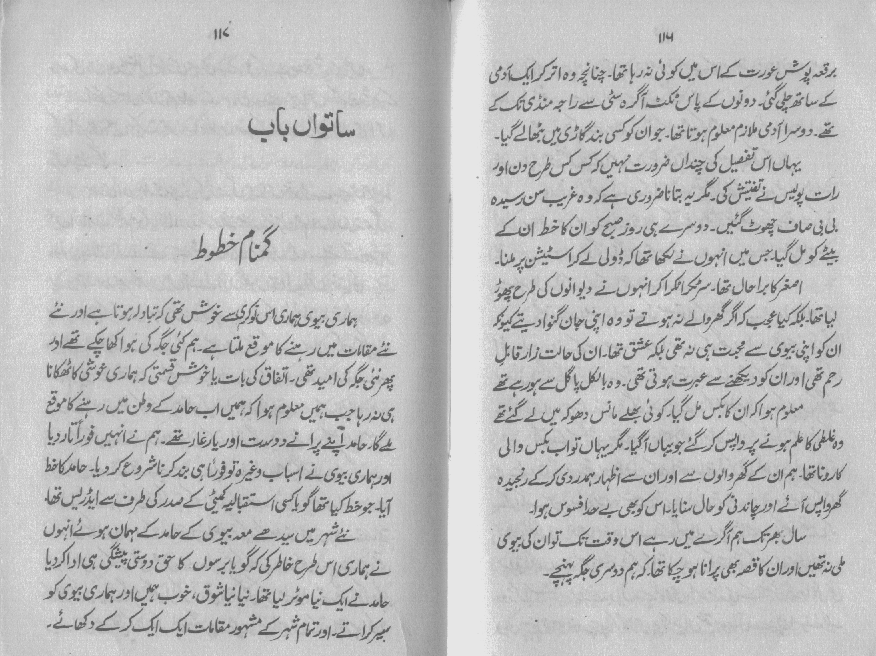 ۱۱۶
برقعہ پوش عورت کے اس میں کوئی نہ رہا تھا۔ چنانچہ وہ اتر کر ایک آدمی
کے ساتھ چلی گئی۔ دونوں کے پاس ٹکٹ آگرہ سٹی سے راجہ منڈی تک کے
تھے۔ دوسرا آدمی ملازم معلوم ہوتا تھا۔ جو ان کو کسی بند گاڑی میں بٹھا لے گیا۔
یہاں اس تفصیل کی چنداں ضرورت نہیں کہ کس کس طرح دن اور
رات پولیس نے تفتیش کی۔ مگر یہ بتانا ضروری ہے کہ وہ غریب سن رسیدہ
بی بی صاف چھوٹ گئیں۔ دوسرے ہی روز صبح کو ان کا خط ان کے
بیٹے کو مل گیا۔ جس میں انہوں نے لکھا تھا کہ ڈولی لے کر اسٹیشن پر ملنا۔
اصغر کا برا حال تھا۔ سر ٹکرا ٹکرا کر انہوں نے دیوانوں کی طرح پھوڑ
لیا تھا۔ بلکہ کیا عجب کہ اگر گھر والے نہ ہوتے تو وہ اپنی جان گنوا دیتے کیونکہ
ان کو اپنی بیوی سے محبت ہی نہ تھی بلکہ عشق تھا۔ ان کی حالت زار قابل
رحم تھی اور ان کو دیکھنے سے عبرت ہوتی تھی۔ وہ بالکل پاگل سے ہو رہے تھے
معلوم ہوا کہ ان کا بکس مل گیا۔ کوئی بھلے مانس دھوکہ میں لے گئے تھے
وہ غلطی کا علم ہونے پر واپس کر گئے جو یہاں آ گیا۔ مگر یہاں تو اب بکس والی
کا رونا تھا۔ ہم ان کے گھر والوں سے اور ان سے اظہار ہمدردی کر کے رنجیدہ
گھر واپس آئے اور چاندنی کو حال سنایا۔ اس کو بھی بے حد افسوس ہوا۔
سال بھر تک ہم آگرے میں رہے اس وقت تک تو ان کی بیوی
ملی نہ تھیں اور ان کا قصہ بھی پرانا ہو چکا تھا کہ ہم دوسری جگہ پہنچے۔
۱۱۷
ساتواں باب
گمنام خطوط
ہماری بیوی ہماری اس نوکری سے خوش تھی کہ تبادلہ ہوتا ہے اور نئے
نئے مقامات میں رہنے کا موقع ملتا ہے۔ ہم کئی جگہ کی ہوا کھا چکے تھے اور
پھر نئی جگہ کی امید تھی۔ اتفاق کی بات یا خوش قسمتی کہ ہماری خوشی کا ٹھکانا
ہی نہ رہا جب ہمیں معلوم ہوا کہ ہمیں اب حامد کے وطن میں رہنے کا موقع
ملے گا۔ حامد اپنے پرانے دوست اور یار غار تھے۔ ہم نے انہیں فوراً تار دیا
اور ہماری بیوی نے اسباب وغیرہ تو فوراً ہی بند کرنا شروع کر دیا۔ حامد کا خط
آیا۔ جو خط کیا تھا گویا کسی استقبالیہ کمیٹی کے صدر کی طرف سے ایڈریس تھا۔
نئے شہر میں سیدھے معہ بیوی کے حامد کے مہمان ہوئے انہوں
نے ہماری اس طرح خاطر کی کہ گویا برسوں کا حق دوستی پیشگی ہی ادا کر دیا
حامد نے ایک نیا موٹر لیا تھا۔ نیا نیا شوق، خوب ہمیں اور ہماری بیوی کو
سیر کراتے۔ اور تمام شہر کے مشہور مقامات ایک ایک کر کے دکھائے۔